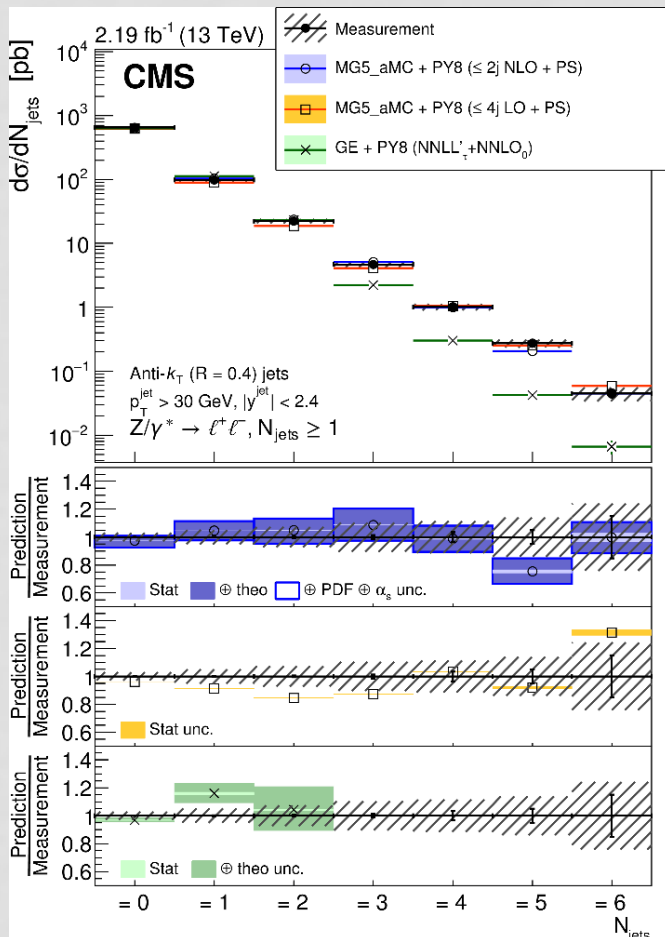 2.19 fb⁻¹ (13 TeV)
CMS
dσ/dN_jets [pb]
Measurement
MG5_aMC + PY8 (≤ 2j NLO + PS)
MG5_aMC + PY8 (≤ 4j LO + PS)
GE + PY8 (NNLL'_τ+NNLO₀)
10⁴
10³
10²
10
1
10⁻¹
10⁻²
Anti-k_T (R = 0.4) jets
p_T^jet > 30 GeV, |y^jet| < 2.4
Z/γ* → ℓ⁺ℓ⁻, N_jets ≥ 1
Prediction
Measurement
1.4
1.2
1
0.8
0.6
Stat ⊕ theo ⊕ PDF ⊕ α_s unc.
Prediction
Measurement
1.4
1.2
1
0.8
0.6
Stat unc.
Prediction
Measurement
1.4
1.2
1
0.8
0.6
0.5
Stat ⊕ theo unc.
= 0 = 1 = 2 = 3 = 4 = 5 = 6
N_jets